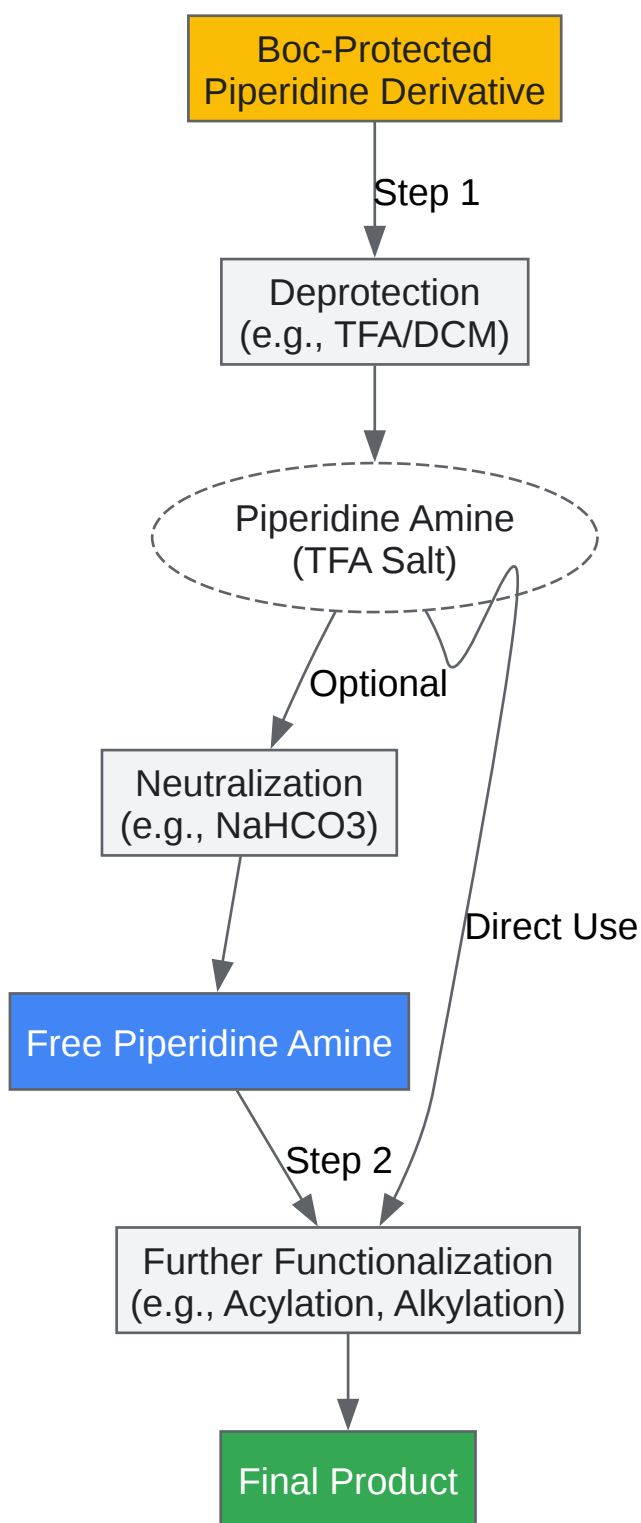 Boc-Protected
Piperidine Derivative
Step 1
Deprotection
(e.g., TFA/DCM)
Piperidine Amine
(TFA Salt)
Optional
Neutralization
(e.g., NaHCO3)
Direct Use
Free Piperidine Amine
Step 2
Further Functionalization
(e.g., Acylation, Alkylation)
Final Product